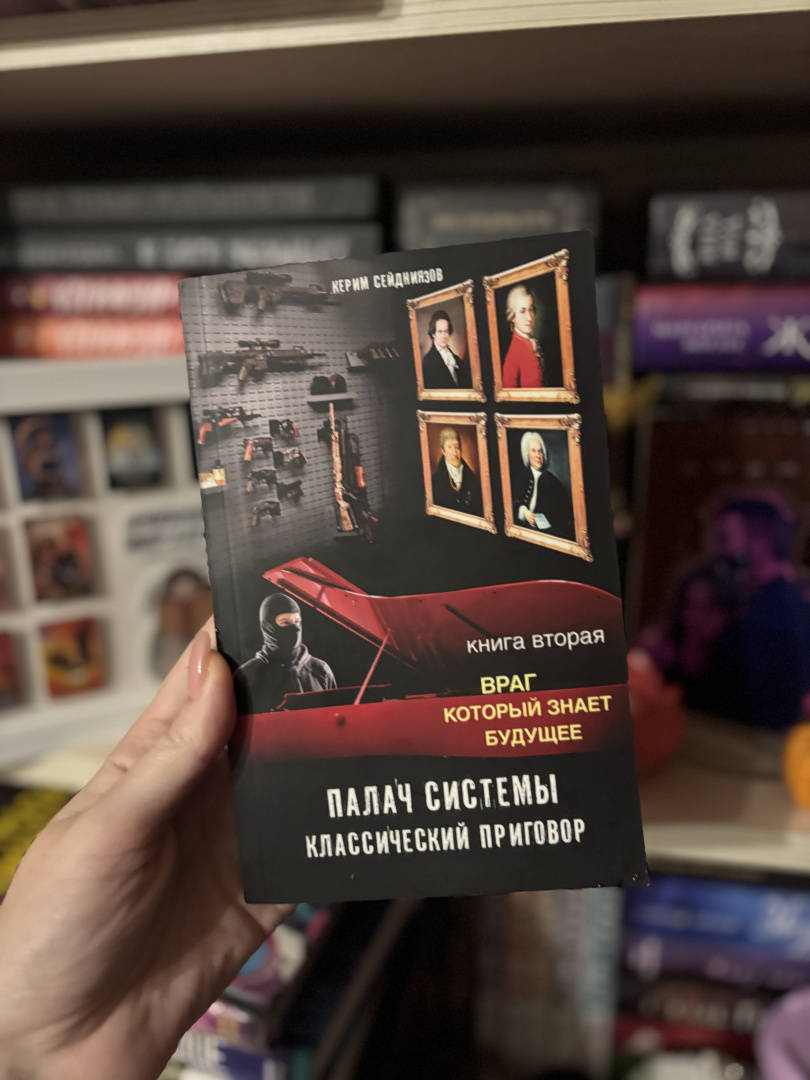 КЕРИМ СЕЙДНИЯЗОВ
книга вторая
ВРАГ
КОТОРЫЙ ЗНАЕТ
БУДУЩЕЕ
ПАЛАЧ СИСТЕМЫ
КЛАССИЧЕСКИЙ ПРИГОВОР